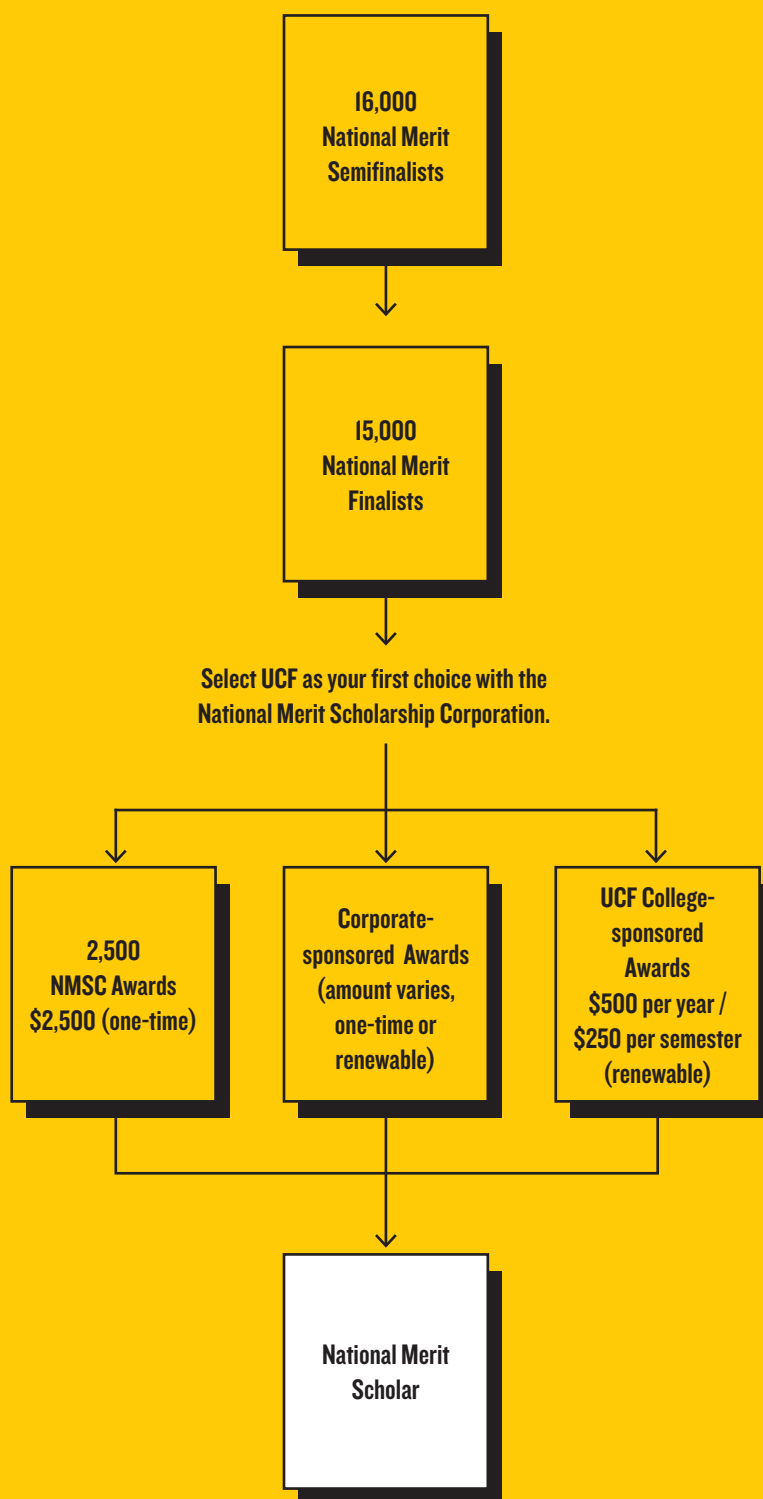 16,000
National Merit
Semifinalists
15,000
National Merit
Finalists
Select UCF as your first choice with the
National Merit Scholarship Corporation.
2,500
NMSC Awards
$2,500 (one-time)
Corporate-
sponsored Awards
(amount varies,
one-time or
renewable)
UCF College-
sponsored
Awards
$500 per year /
$250 per semester
(renewable)
National Merit
Scholar